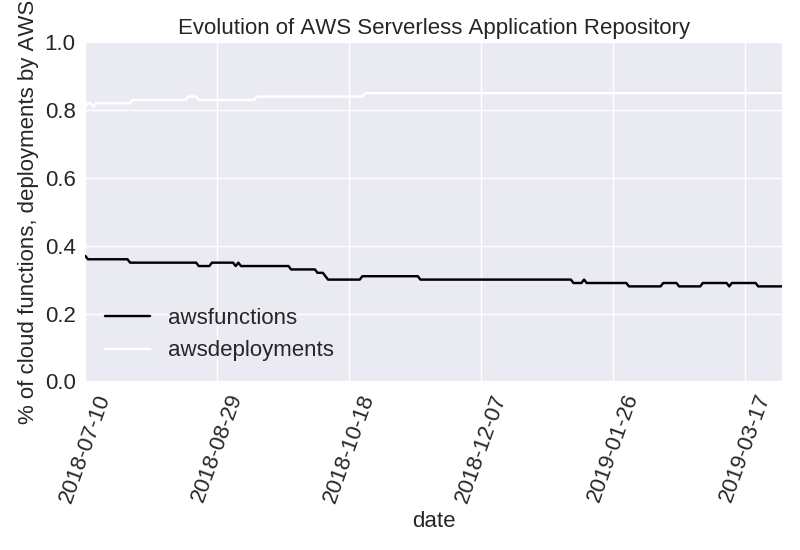 Evolution of AWS Serverless Application Repository
% of cloud functions, deployments by AWS
1.0
0.8
0.6
0.4
0.2
0.0
awsfunctions
awsdeployments
2018-07-10
2018-08-29
2018-10-18
2018-12-07
2019-01-26
2019-03-17
date